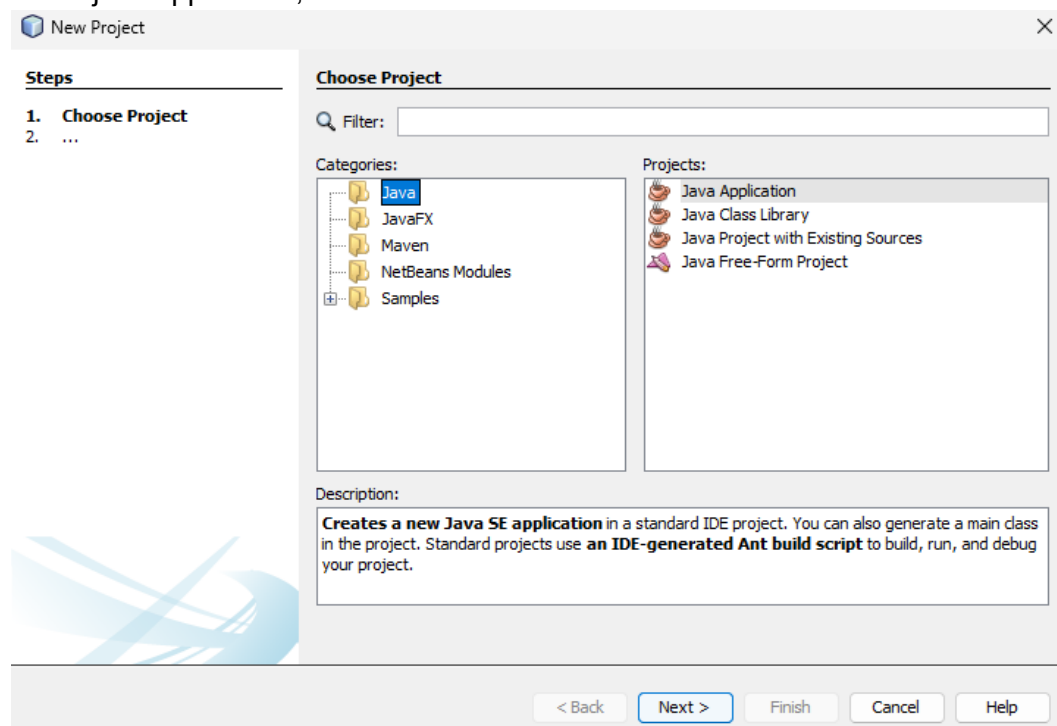 New Project
Steps
1. Choose Project
2. ...
Choose Project
Filter:
Categories:
Java
JavaFX
Maven
NetBeans Modules
Samples
Projects:
Java Application
Java Class Library
Java Project with Existing Sources
Java Free-Form Project
Description:
Creates a new Java SE application in a standard IDE project. You can also generate a main class
in the project. Standard projects use an IDE-generated Ant build script to build, run, and debug
your project.
< Back
Next >
Finish
Cancel
Help